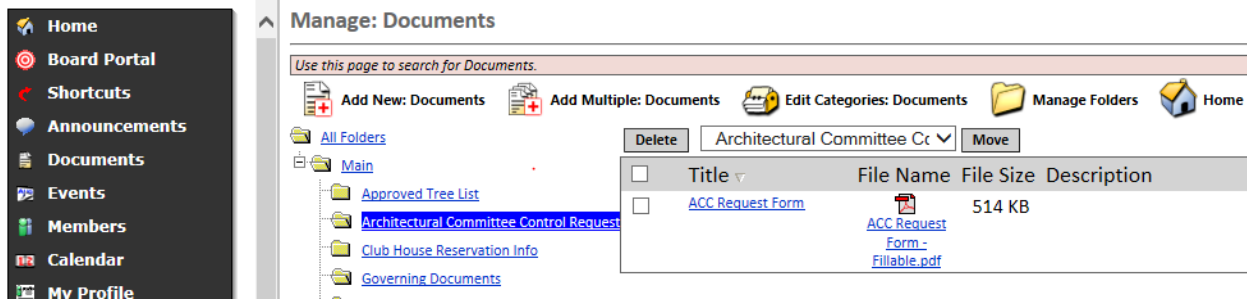 Home
Board Portal
Shortcuts
Announcements
Documents
Events
Members
Calendar
My Profile
Manage: Documents
Use this page to search for Documents.
Add New: Documents
Add Multiple: Documents
Edit Categories: Documents
Manage Folders
Home
All Folders
Main
Approved Tree List
Architectural Committee Control Request
Club House Reservation Info
Governing Documents
Delete
Architectural Committee Co
Move
Title File Name File Size Description
ACC Request Form
ACC Request
Form -
Fillable.pdf
514 KB